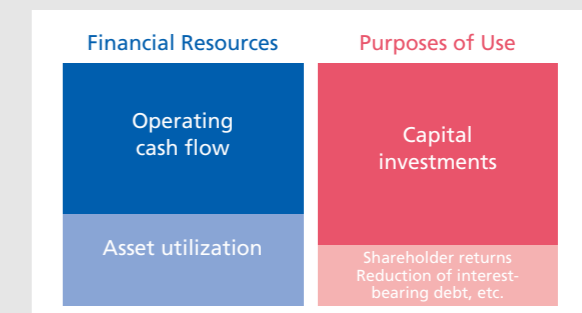 Financial Resources
Purposes of Use
Operating
cash flow
Capital
investments
Asset utilization
Shareholder returns
Reduction of interest-
bearing debt, etc.